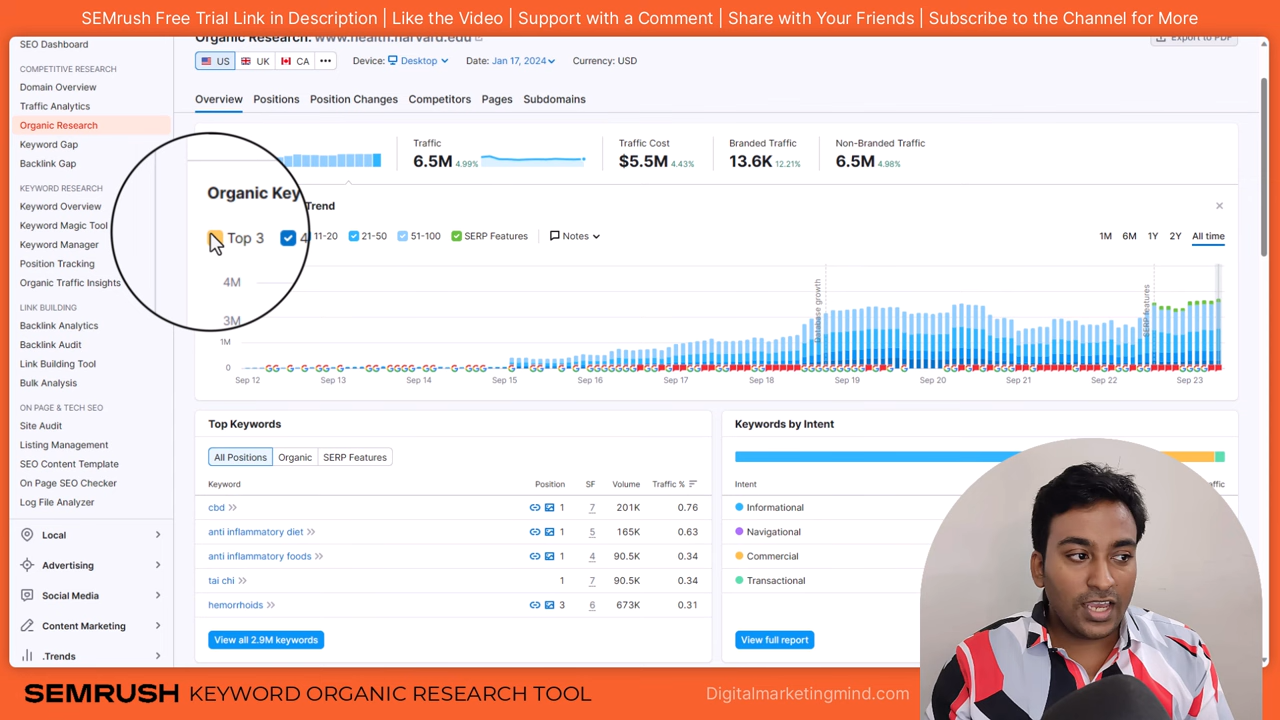 SEMrush Free Trial Link in Description | Like the Video | Support with a Comment | Share with Your Friends | Subscribe to the Channel for More
SEO Dashboard
COMPETITIVE RESEARCH
Domain Overview
Traffic Analytics
Organic Research
Keyword Gap
Backlink Gap
KEYWORD RESEARCH
Keyword Overview
Keyword Magic Tool
Keyword Manager
Position Tracking
Organic Traffic Insights
LINK BUILDING
Backlink Analytics
Backlink Audit
Link Building Tool
Bulk Analysis
ON PAGE & TECH SEO
Site Audit
Listing Management
SEO Content Template
On Page SEO Checker
Log File Analyzer
Local
Advertising
Social Media
Content Marketing
.Trends
Organic Research: www.health.harvard.edu
Export to PDF
US UK CA ••• Device: Desktop Date: Jan 17, 2024 Currency: USD
Overview Positions Position Changes Competitors Pages Subdomains
Traffic Traffic Cost Branded Traffic Non-Branded Traffic
6.5M 4.99% $5.5M 4.43% 13.6K 12.21% 6.5M 4.98%
Organic Key Trend
Top 3 4 11-20 21-50 51-100 SERP Features Notes 1M 6M 1Y 2Y All time
4M
3M
1M
0
Database growth
SERP features
Sep 12 Sep 13 Sep 14 Sep 15 Sep 16 Sep 17 Sep 18 Sep 19 Sep 20 Sep 21 Sep 22 Sep 23
Top Keywords
All Positions Organic SERP Features
Keyword Position SF Volume Traffic %
cbd 1 7 201K 0.76
anti inflammatory diet 1 5 165K 0.63
anti inflammatory foods 1 4 90.5K 0.34
tai chi 1 7 90.5K 0.34
hemorrhoids 3 6 673K 0.31
View all 2.9M keywords
Keywords by Intent
Intent
Informational
Navigational
Commercial
Transactional
View full report
SEMRUSH KEYWORD ORGANIC RESEARCH TOOL
Digitalmarketingmind.com